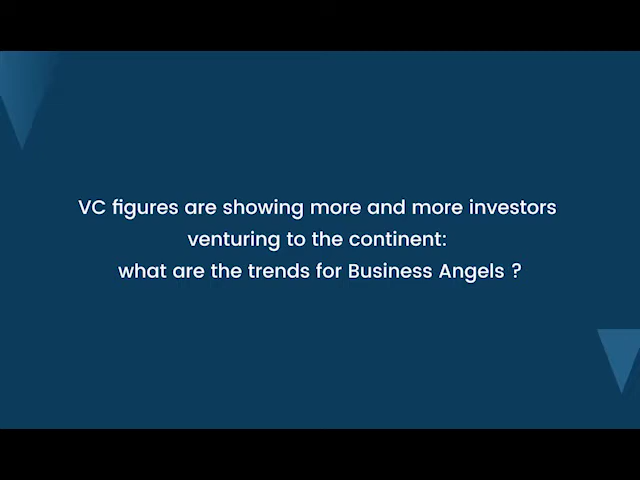 VC figures are showing more and more investors
venturing to the continent:
what are the trends for Business Angels ?